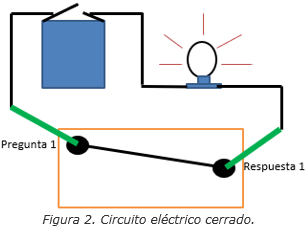 Pregunta 1
Respuesta 1
Figura 2. Circuito eléctrico cerrado.